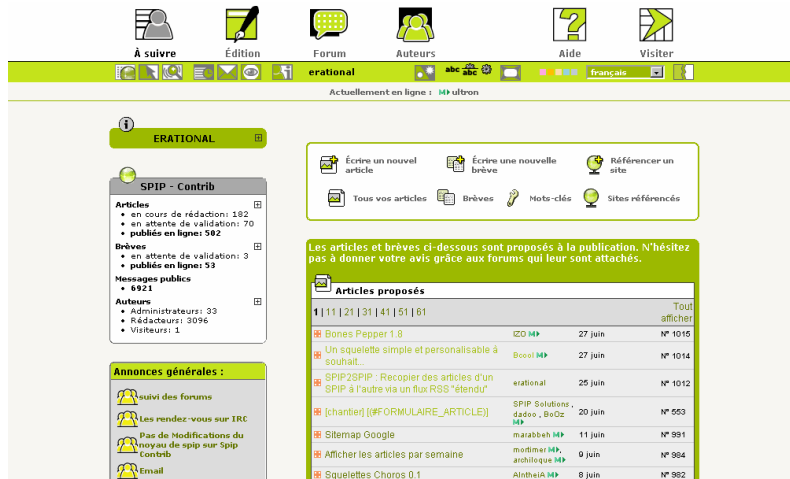 À suivre
Édition
Forum
Auteurs
Aide
Visiter
erational
abc
abc
français
Actuellement en ligne : ultron
ERATIONAL
SPIP - Contrib
Articles
en cours de rédaction: 182
en attente de validation: 70
publiés en ligne: 502
Brèves
en attente de validation: 3
publiés en ligne: 53
Messages publics
6921
Auteurs
Administrateurs: 33
Rédacteurs: 3096
Visiteurs: 1
Annonces générales :
suivi des forums
Les rendez-vous sur IRC
Pas de Modifications du
noyau de spip sur Spip
Contrib
Email
Écrire un nouvel
article
Écrire une nouvelle
brève
Référencer un
site
Tous vos articles
Brèves
Mots-clés
Sites référencés
Les articles et brèves ci-dessous sont proposés à la publication. N'hésitez
pas à donner votre avis grâce aux forums qui leur sont attachés.
Articles proposés
1 | 11 | 21 | 31 | 41 | 51 | 61
Tout
afficher
Bones Pepper 1.8 IZO 27 juin N° 1015
Un squelette simple et personalisable à
souhait... Bcool 27 juin N° 1014
SPIP2SPIP : Recopier des articles d'un
SPIP à l'autre via un flux RSS "étendu" erational 25 juin N° 1012
[chantier] [(#FORMULAIRE_ARTICLE)] SPIP Solutions,
dadoo , BoOz 20 juin N° 553
Sitemap Google marabbeh 11 juin N° 991
Afficher les articles par semaine mortimer ,
archiloque 9 juin N° 984
Squelettes Choros 0.1 AlntheiA 8 juin N° 982